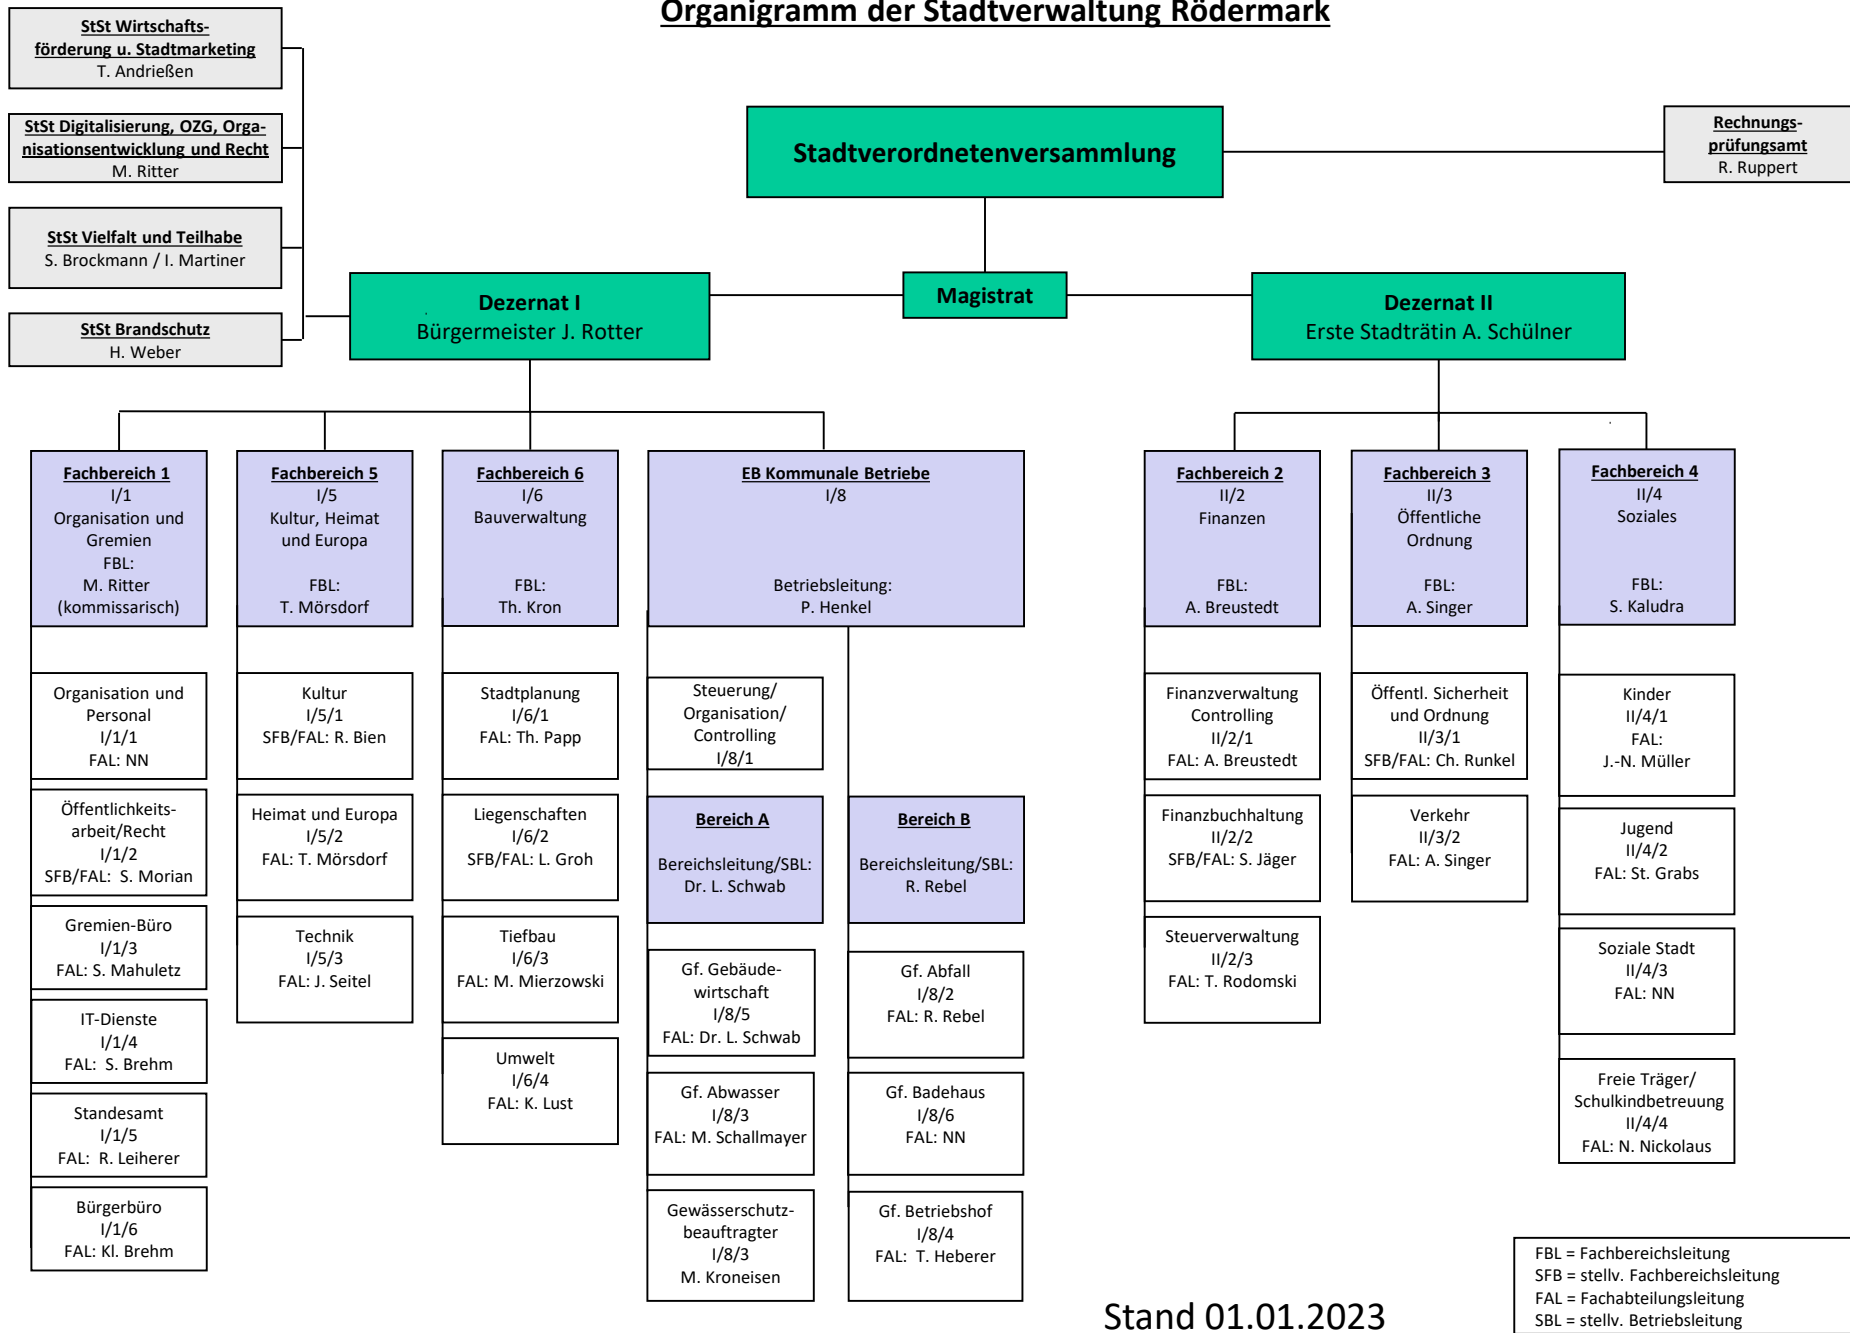 Organigramm der Stadtverwaltung Rödermark
StSt Wirtschafts-
förderung u. Stadtmarketing
T. Andrießen
StSt Digitalisierung, OZG, Orga-
nisationsentwicklung und Recht
M. Ritter
StSt Vielfalt und Teilhabe
S. Brockmann / I. Martiner
StSt Brandschutz
H. Weber
Stadtverordnetenversammlung
Rechnungs-
prüfungsamt
R. Ruppert
Magistrat
Dezernat I
Bürgermeister J. Rotter
Dezernat II
Erste Stadträtin A. Schülner
Fachbereich 1
I/1
Organisation und
Gremien
FBL:
M. Ritter
(kommissarisch)
Organisation und
Personal
I/1/1
FAL: NN
Öffentlichkeits-
arbeit/Recht
I/1/2
SFB/FAL: S. Morian
Gremien-Büro
I/1/3
FAL: S. Mahuletz
IT-Dienste
I/1/4
FAL: S. Brehm
Standesamt
I/1/5
FAL: R. Leiherer
Bürgerbüro
I/1/6
FAL: Kl. Brehm
Fachbereich 5
I/5
Kultur, Heimat
und Europa
FBL:
T. Mörsdorf
Kultur
I/5/1
SFB/FAL: R. Bien
Heimat und Europa
I/5/2
FAL: T. Mörsdorf
Technik
I/5/3
FAL: J. Seitel
Fachbereich 6
I/6
Bauverwaltung
FBL:
Th. Kron
Stadtplanung
I/6/1
FAL: Th. Papp
Liegenschaften
I/6/2
SFB/FAL: L. Groh
Tiefbau
I/6/3
FAL: M. Mierzowski
Umwelt
I/6/4
FAL: K. Lust
EB Kommunale Betriebe
I/8
Betriebsleitung:
P. Henkel
Steuerung/
Organisation/
Controlling
I/8/1
Bereich A
Bereichsleitung/SBL:
Dr. L. Schwab
Gf. Gebäude-
wirtschaft
I/8/5
FAL: Dr. L. Schwab
Gf. Abwasser
I/8/3
FAL: M. Schallmayer
Gewässerschutz-
beauftragter
I/8/3
M. Kroneisen
Bereich B
Bereichsleitung/SBL:
R. Rebel
Gf. Abfall
I/8/2
FAL: R. Rebel
Gf. Badehaus
I/8/6
FAL: NN
Gf. Betriebshof
I/8/4
FAL: T. Heberer
Fachbereich 2
II/2
Finanzen
FBL:
A. Breustedt
Finanzverwaltung
Controlling
II/2/1
FAL: A. Breustedt
Finanzbuchhaltung
II/2/2
SFB/FAL: S. Jäger
Steuerverwaltung
II/2/3
FAL: T. Rodomski
Fachbereich 3
II/3
Öffentliche
Ordnung
FBL:
A. Singer
Öffentl. Sicherheit
und Ordnung
II/3/1
SFB/FAL: Ch. Runkel
Verkehr
II/3/2
FAL: A. Singer
Fachbereich 4
II/4
Soziales
FBL:
S. Kaludra
Kinder
II/4/1
FAL:
J.-N. Müller
Jugend
II/4/2
FAL: St. Grabs
Soziale Stadt
II/4/3
FAL: NN
Freie Träger/
Schulkindbetreuung
II/4/4
FAL: N. Nickolaus
Stand 01.01.2023
FBL = Fachbereichsleitung
SFB = stellv. Fachbereichsleitung
FAL = Fachabteilungsleitung
SBL = stellv. Betriebsleitung